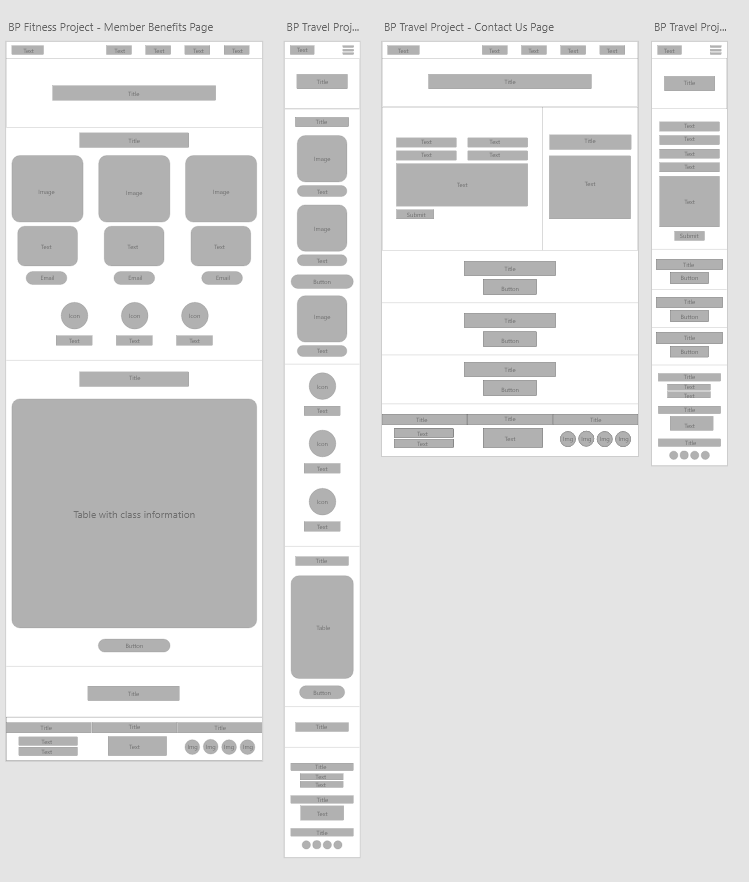 BP Fitness Project - Member Benefits Page
Text Text Text Text Text
Title
Title
Image Image Image
Text Text Text
Email Email Email
Icon Icon Icon
Text Text Text
Title
Table with class information
Button
Title
Title Title Title
Text
Text
Text
Img Img Img Img
BP Travel Proj...
Text
Title
Title
Image
Text
Image
Text
Button
Image
Text
Icon
Text
Icon
Text
Icon
Text
Title
Table
Button
Title
Title
Text
Text
Title
Text
Title
BP Travel Project - Contact Us Page
Text Text Text Text Text
Title
Text Text
Text Text
Text
Submit
Title
Text
Title
Button
Title
Button
Title
Button
Title Title Title
Text
Text
Text
Img Img Img Img
BP Travel Proj...
Text
Title
Text
Text
Text
Text
Text
Submit
Title
Button
Title
Button
Title
Button
Title
Text
Text
Title
Text
Title